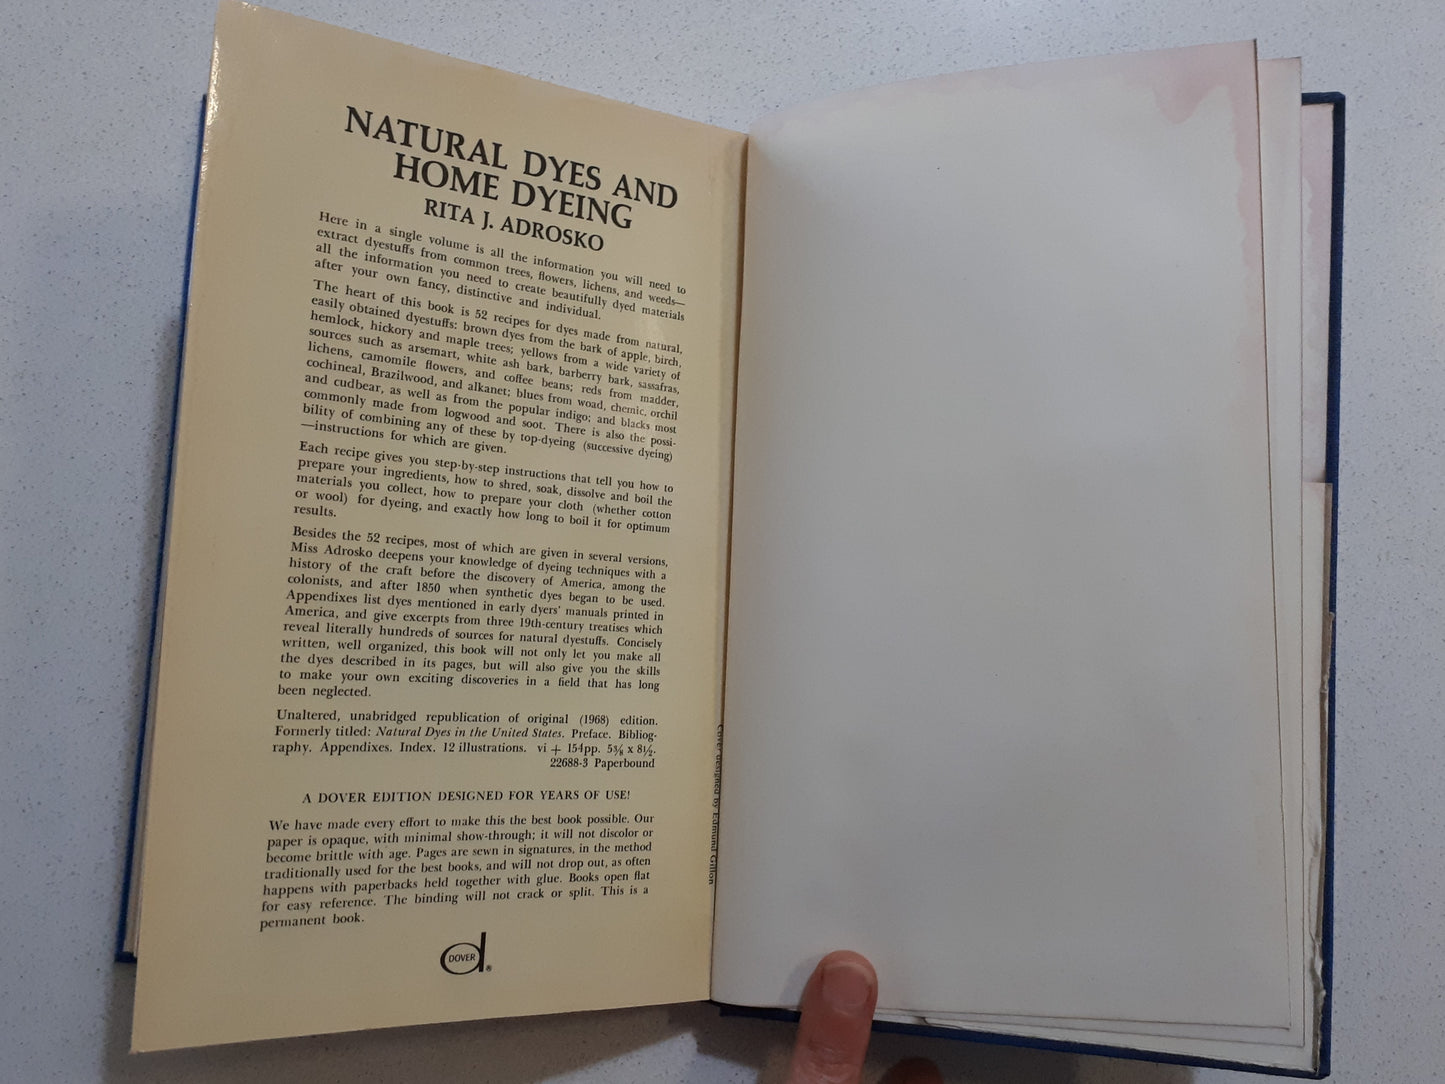 NATURAL DYES AND
HOME DYEING
RITA J. ADROSKO
Here in a single volume is all the information you will need to
extract dyestuffs from common trees, flowers, lichens, and weeds—
all the information you need to create beautifully dyed materials
after your own fancy, distinctive and individual.
The heart of this book is 52 recipes for dyes made from natural,
easily obtained dyestuffs: brown dyes from the bark of apple, birch,
hemlock, hickory and maple trees; yellows from a wide variety of
sources such as arsemart, white ash bark, barberry bark, sassafras,
lichens, camomile flowers, and coffee beans; reds from madder,
cochineal, Brazilwood, and alkanet; blues from woad, chemic, orchil
and cudbear, as well as from the popular indigo; and blacks most
commonly made from logwood and soot. There is also the possi-
bility of combining any of these by top-dyeing (successive dyeing)
—instructions for which are given.
Each recipe gives you step-by-step instructions that tell you how to
prepare your ingredients, how to shred, soak, dissolve and boil the
materials you collect, how to prepare your cloth (whether cotton
or wool) for dyeing, and exactly how long to boil it for optimum
results.
Besides the 52 recipes, most of which are given in several versions,
Miss Adrosko deepens your knowledge of dyeing techniques with a
history of the craft before the discovery of America, among the
colonists, and after 1850 when synthetic dyes began to be used.
Appendixes list dyes mentioned in early dyers' manuals printed in
America, and give excerpts from three 19th-century treatises which
reveal literally hundreds of sources for natural dyestuffs. Concisely
written, well organized, this book will not only let you make all
the dyes described in its pages, but will also give you the skills
to make your own exciting discoveries in a field that has long
been neglected.
Unaltered, unabridged republication of original (1968) edition.
Formerly titled: Natural Dyes in the United States. Preface. Bibliog-
raphy. Appendixes. Index. 12 illustrations. vi + 154pp. 5⅜ x 8½.
22688-3 Paperbound
A DOVER EDITION DESIGNED FOR YEARS OF USE!
We have made every effort to make this the best book possible. Our
paper is opaque, with minimal show-through; it will not discolor or
become brittle with age. Pages are sewn in signatures, in the method
traditionally used for the best books, and will not drop out, as often
happens with paperbacks held together with glue. Books open flat
for easy reference. The binding will not crack or split. This is a
permanent book.
DOVER ®
Cover designed by Edmund Gillon